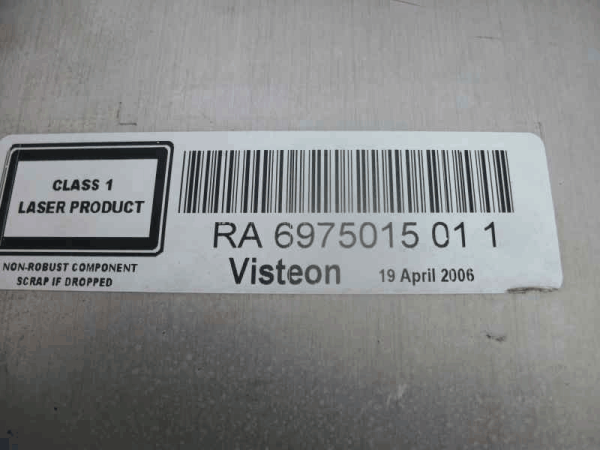 CLASS 1
LASER PRODUCT
NON-ROBUST COMPONENT
SCRAP IF DROPPED
RA 6975015 01 1
Visteon 19 April 2006